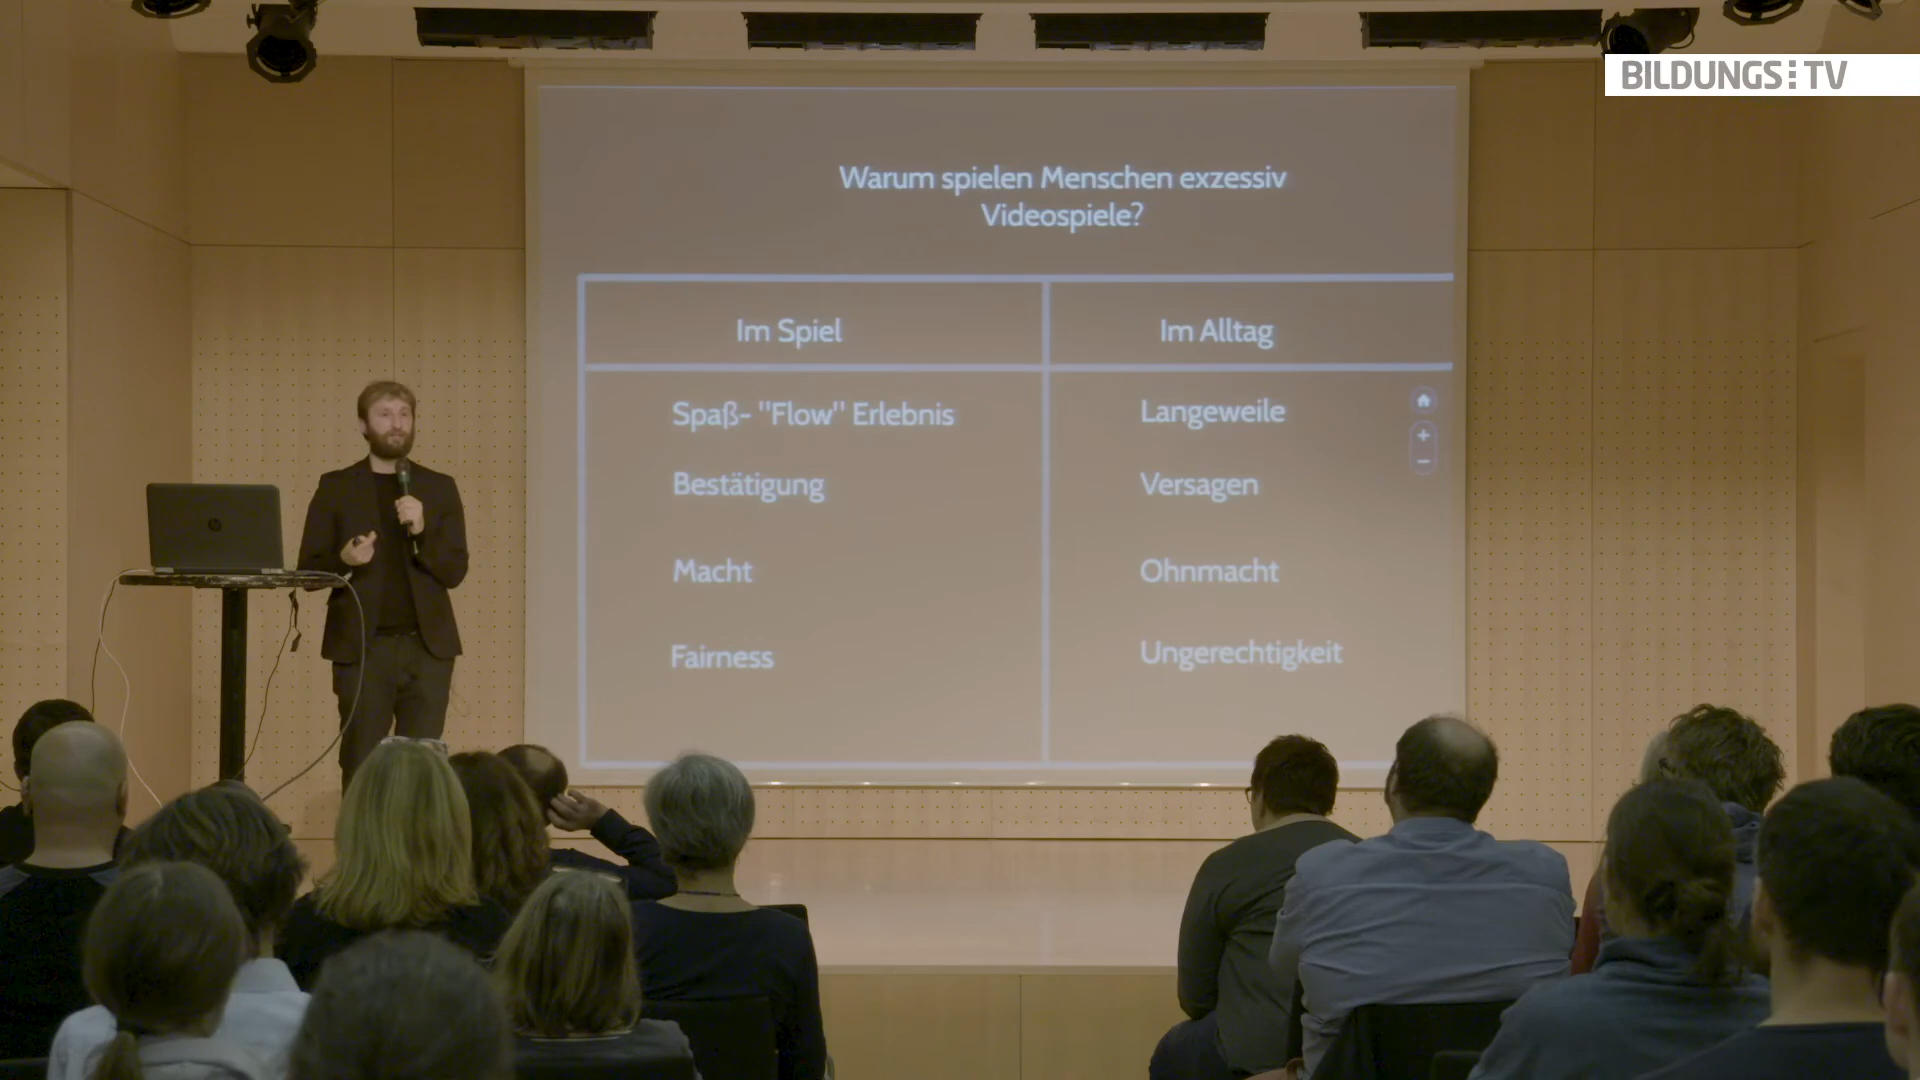 BILDUNGS TV
Warum spielen Menschen exzessiv
Videospiele?
Im Spiel
Im Alltag
Spaß- "Flow" Erlebnis
Langeweile
Bestätigung
Versagen
Macht
Ohnmacht
Fairness
Ungerechtigkeit